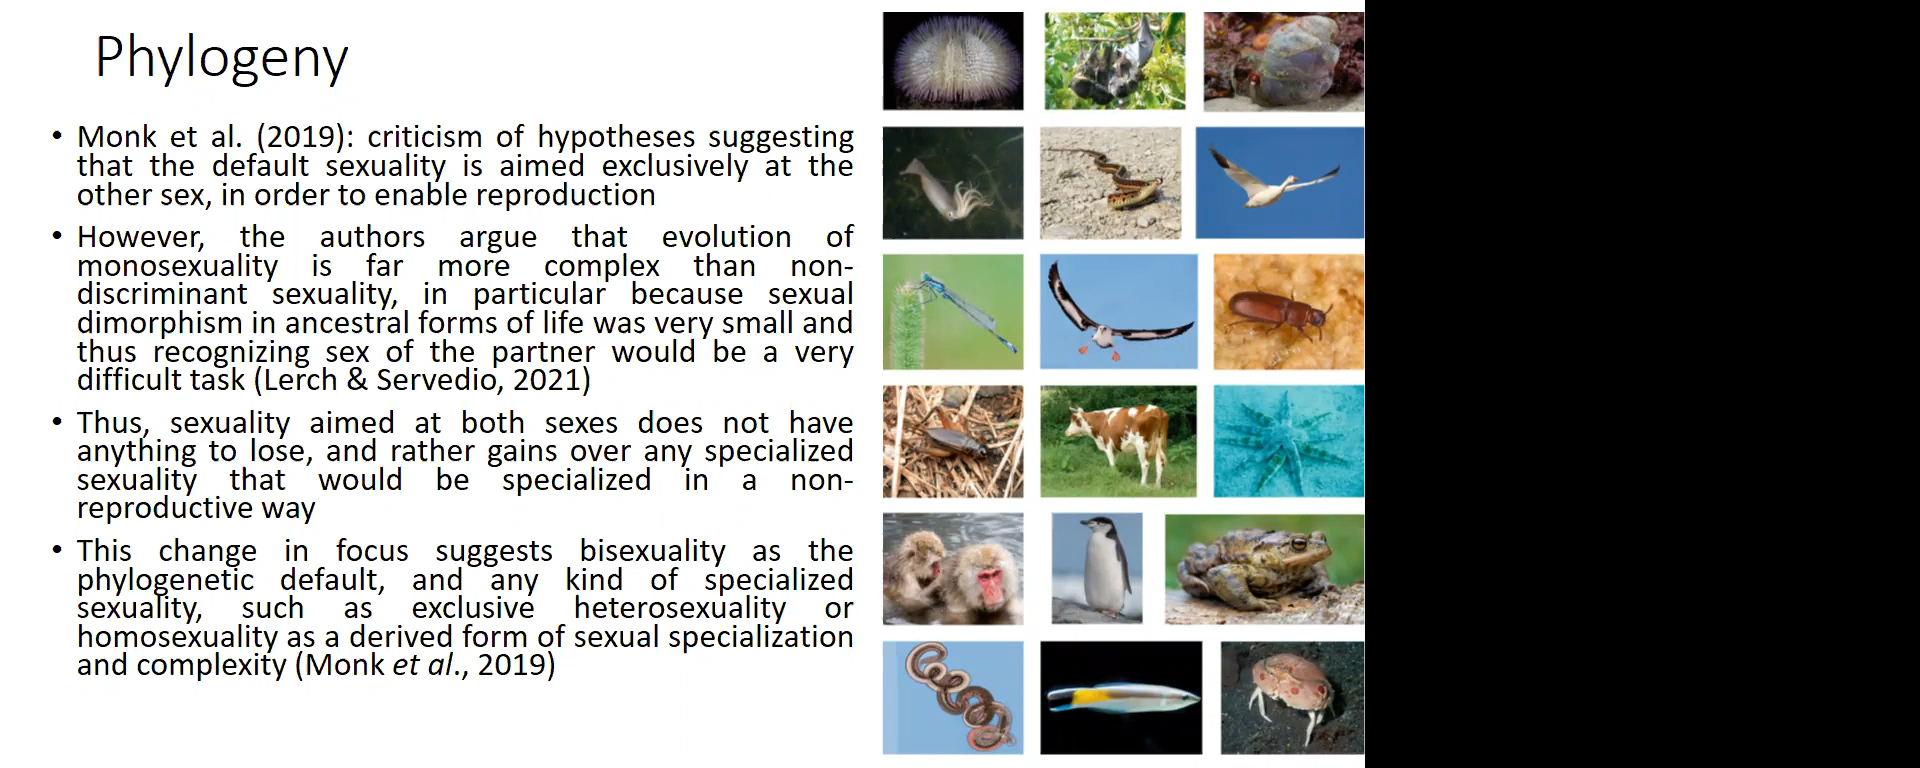 Phylogeny
• Monk et al. (2019): criticism of hypotheses suggesting
that the default sexuality is aimed exclusively at the
other sex, in order to enable reproduction
• However, the authors argue that evolution of
monosexuality is far more complex than non-
discriminant sexuality, in particular because sexual
dimorphism in ancestral forms of life was very small and
thus recognizing sex of the partner would be a very
difficult task (Lerch & Servedio, 2021)
• Thus, sexuality aimed at both sexes does not have
anything to lose, and rather gains over any specialized
sexuality that would be specialized in a non-
reproductive way
• This change in focus suggests bisexuality as the
phylogenetic default, and any kind of specialized
sexuality, such as exclusive heterosexuality or
homosexuality as a derived form of sexual specialization
and complexity (Monk et al., 2019)